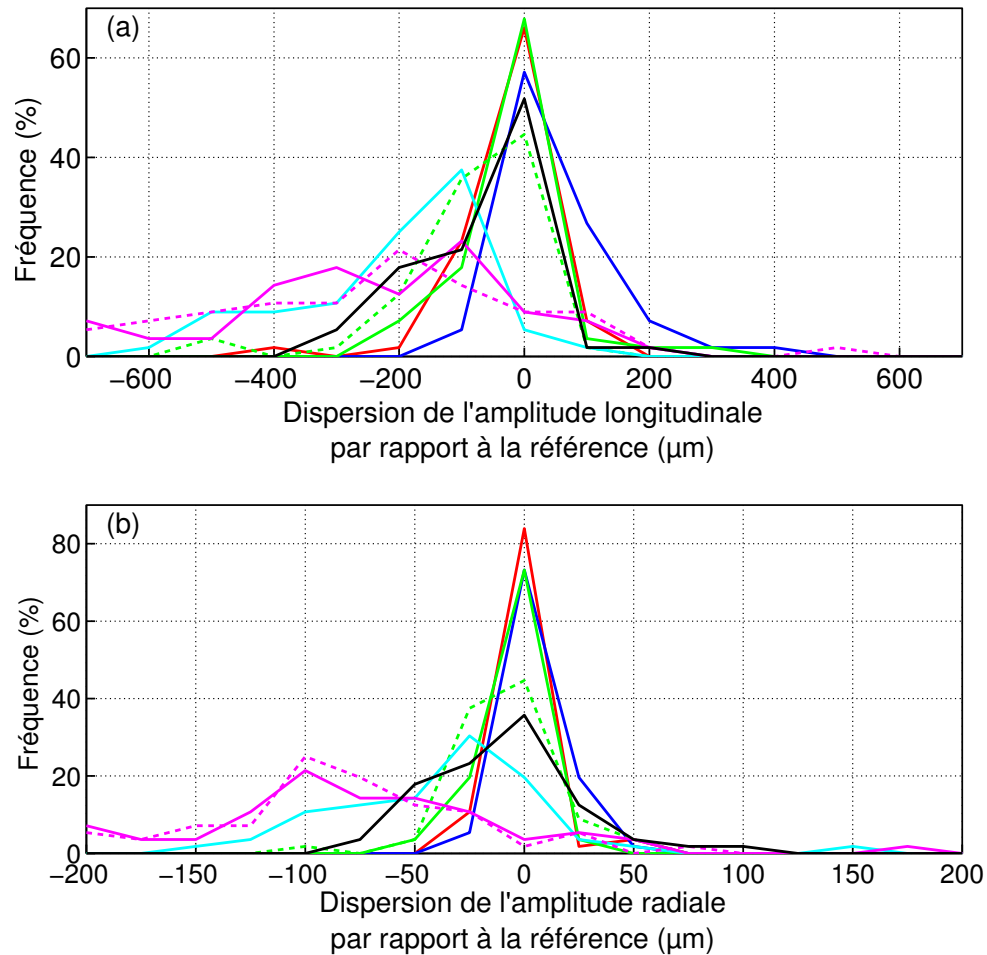 (a)
Fréquence (%)
60
40
20
0
−600 −400 −200 0 200 400 600
Dispersion de l'amplitude longitudinale
par rapport à la référence (µm)
(b)
Fréquence (%)
80
60
40
20
0
−200 −150 −100 −50 0 50 100 150 200
Dispersion de l'amplitude radiale
par rapport à la référence (µm)